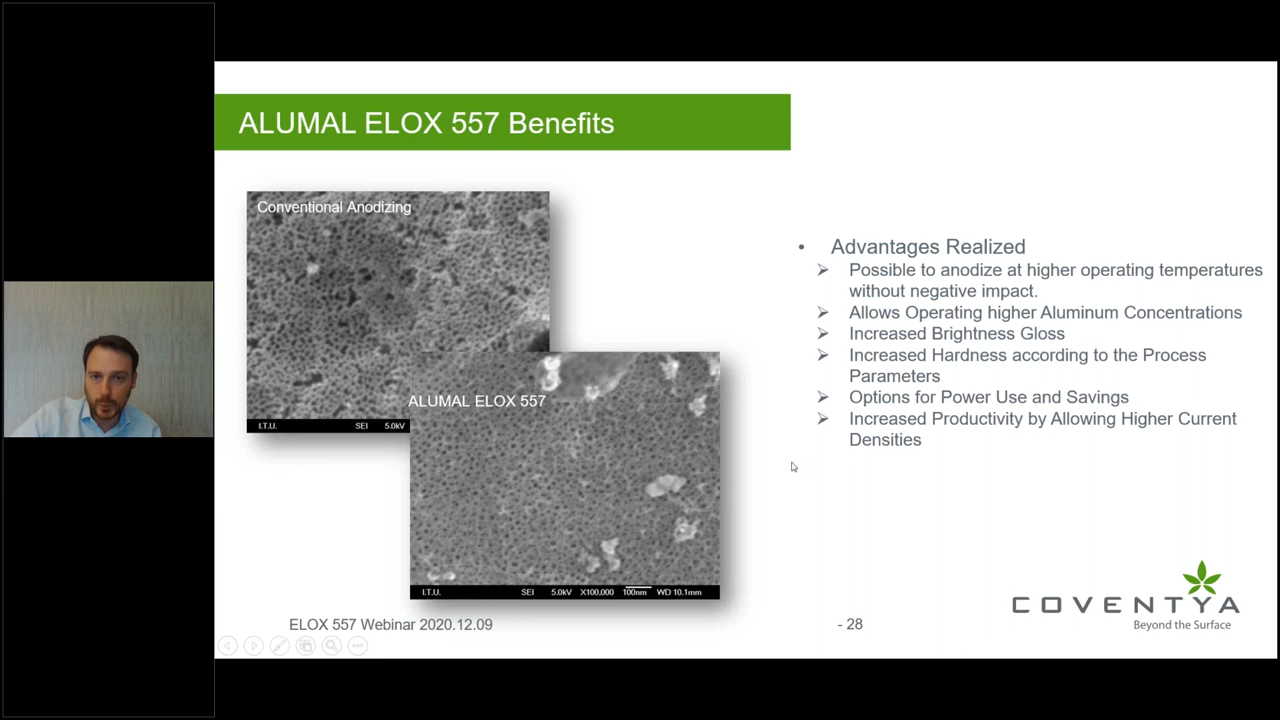 ALUMAL ELOX 557 Benefits
Conventional Anodizing
I.T.U. SEI 5.0kV
ALUMAL ELOX 557
I.T.U. SEI 5.0kV X100,000 100nm WD 10.1mm
• Advantages Realized
Possible to anodize at higher operating temperatures
without negative impact.
Allows Operating higher Aluminum Concentrations
Increased Brightness Gloss
Increased Hardness according to the Process
Parameters
Options for Power Use and Savings
Increased Productivity by Allowing Higher Current
Densities
COVENTYA
Beyond the Surface
ELOX 557 Webinar 2020.12.09
- 28